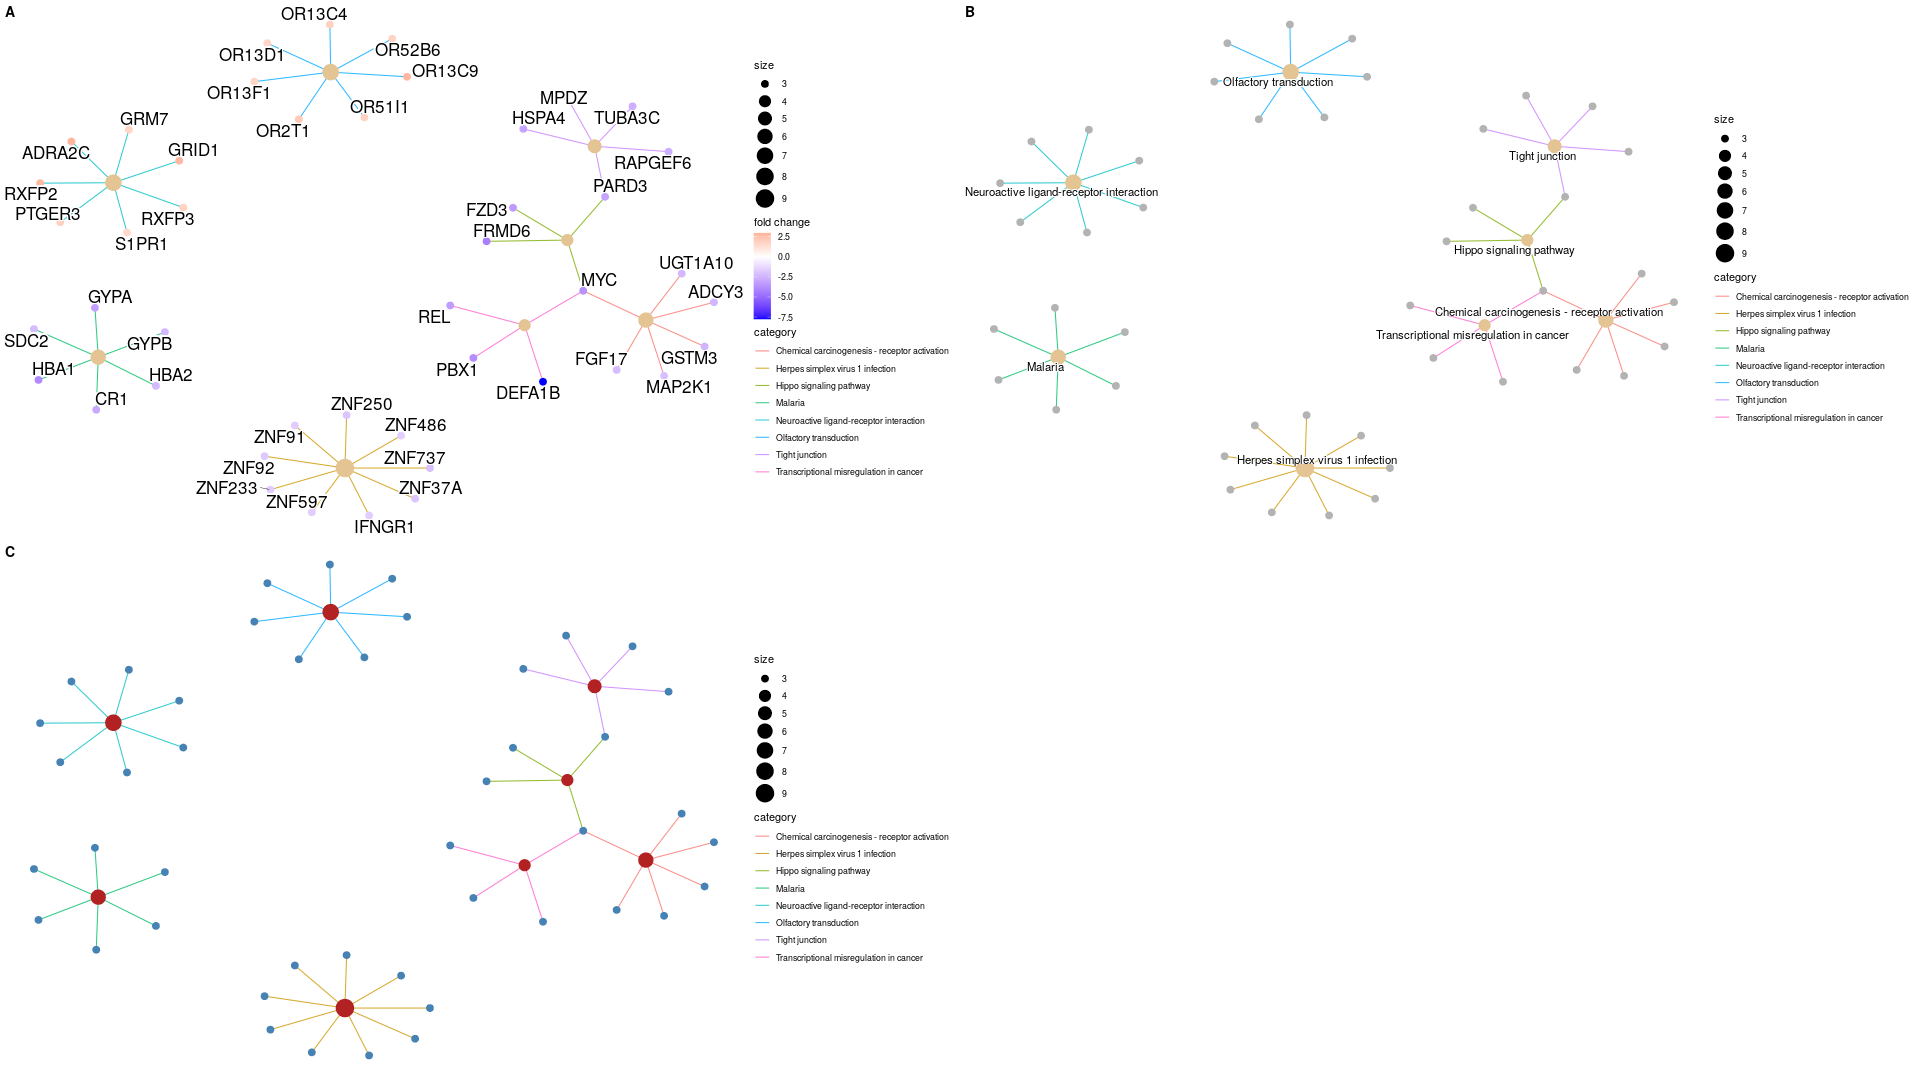 A
OR13C4
OR13D1
OR52B6
OR13C9
OR13F1
OR51I1
OR2T1
GRM7
ADRA2C
GRID1
RXFP2
PTGER3
RXFP3
S1PR1
MPDZ
HSPA4
TUBA3C
RAPGEF6
PARD3
FZD3
FRMD6
MYC
UGT1A10
ADCY3
REL
PBX1
DEFA1B
FGF17
GSTM3
MAP2K1
GYPA
SDC2
GYPB
HBA1
HBA2
CR1
ZNF250
ZNF91
ZNF486
ZNF92
ZNF737
ZNF233
ZNF597
ZNF37A
IFNGR1
size
3
4
5
6
7
8
9
fold change
2.5
0.0
-2.5
-5.0
-7.5
category
Chemical carcinogenesis - receptor activation
Herpes simplex virus 1 infection
Hippo signaling pathway
Malaria
Neuroactive ligand-receptor interaction
Olfactory transduction
Tight junction
Transcriptional misregulation in cancer
B
Olfactory transduction
Tight junction
Neuroactive ligand-receptor interaction
Hippo signaling pathway
Chemical carcinogenesis - receptor activation
Transcriptional misregulation in cancer
Malaria
Herpes simplex virus 1 infection
size
3
4
5
6
7
8
9
category
Chemical carcinogenesis - receptor activation
Herpes simplex virus 1 infection
Hippo signaling pathway
Malaria
Neuroactive ligand-receptor interaction
Olfactory transduction
Tight junction
Transcriptional misregulation in cancer
C
size
3
4
5
6
7
8
9
category
Chemical carcinogenesis - receptor activation
Herpes simplex virus 1 infection
Hippo signaling pathway
Malaria
Neuroactive ligand-receptor interaction
Olfactory transduction
Tight junction
Transcriptional misregulation in cancer